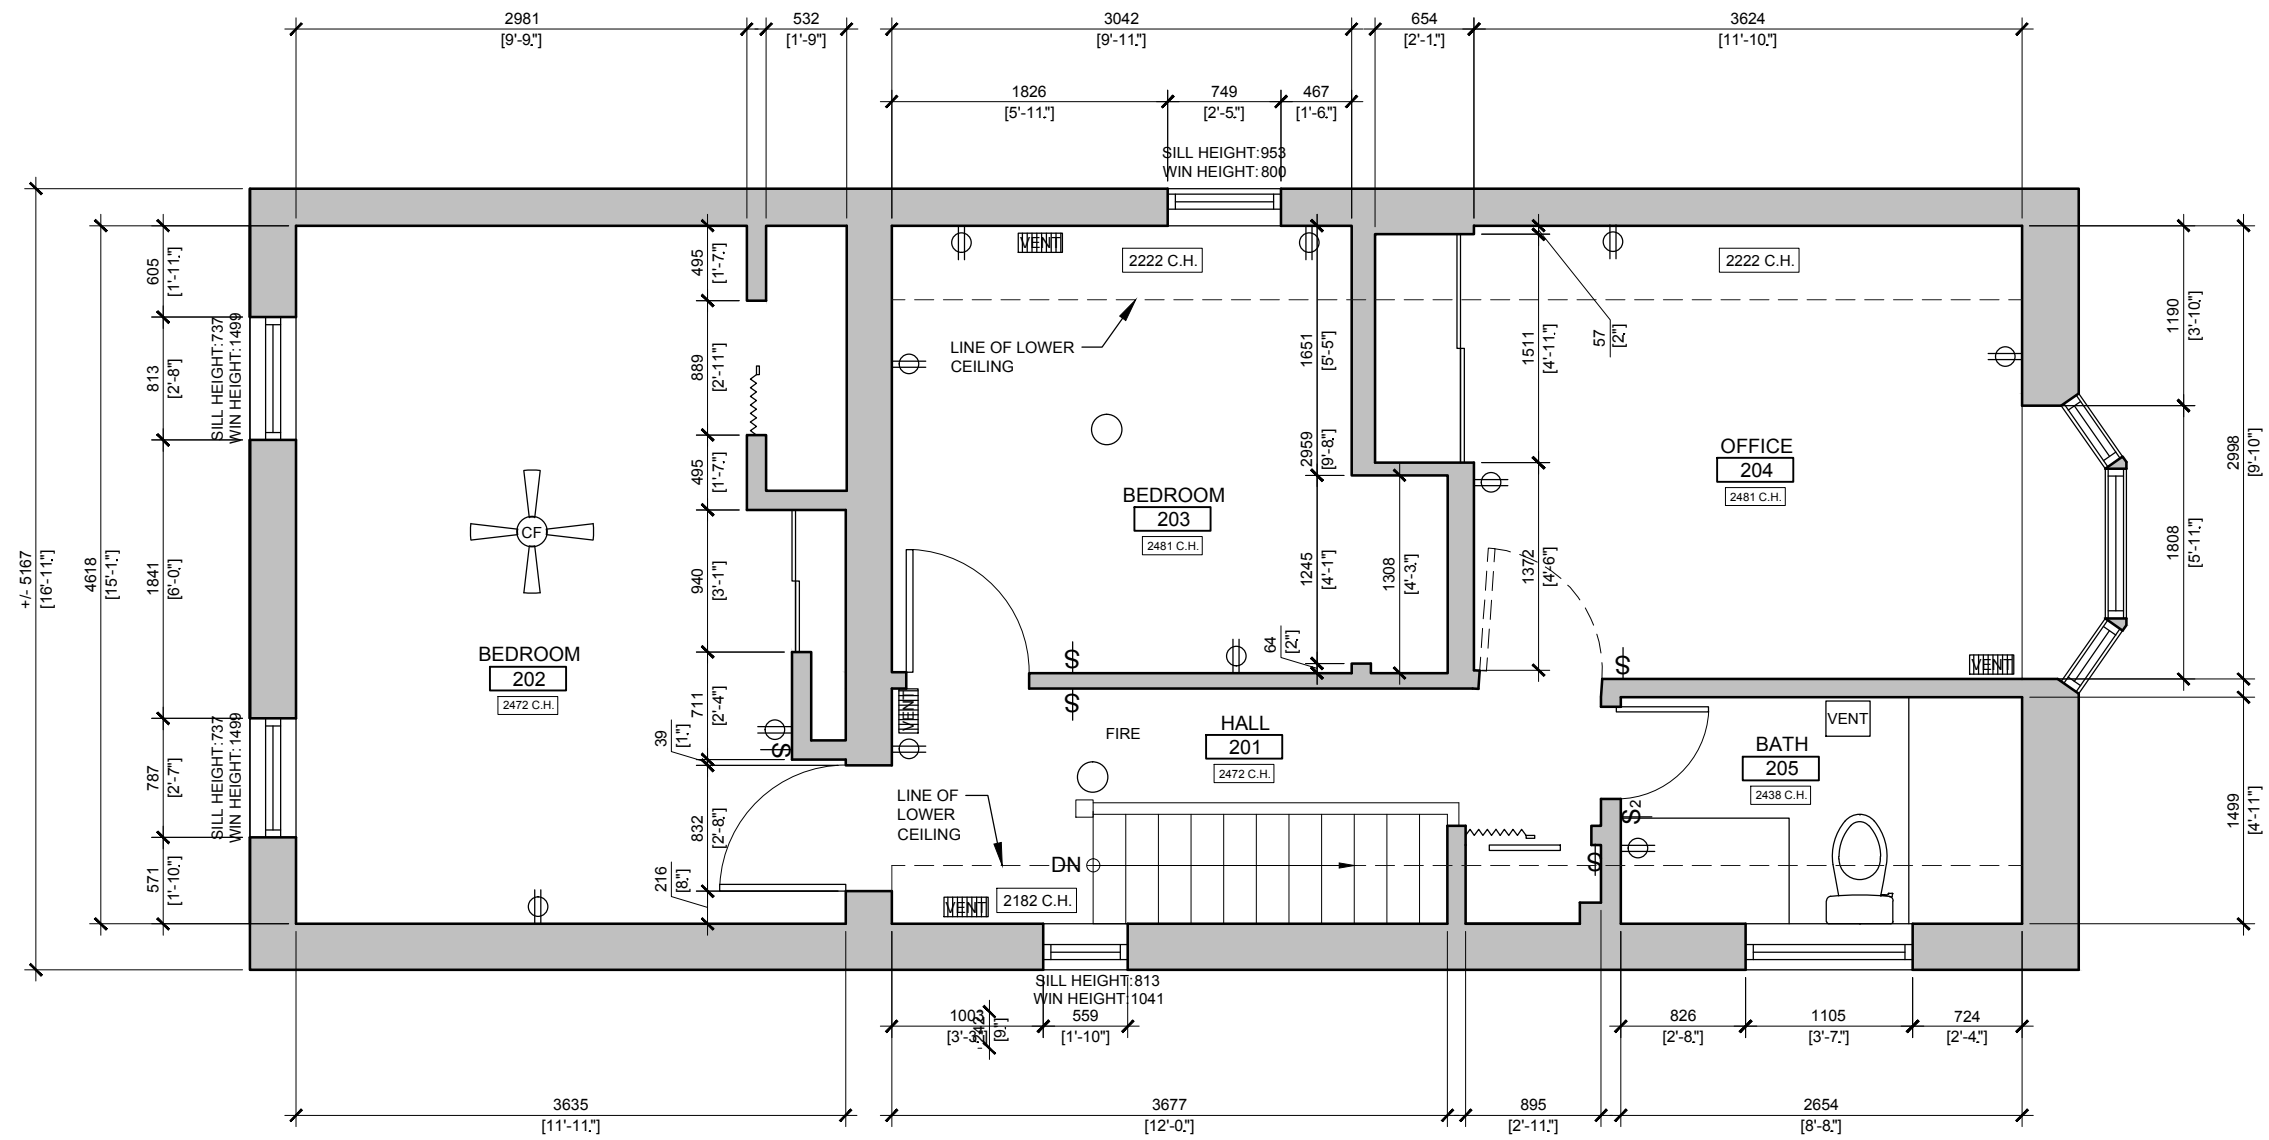 2981
[9'-9."]
532
[1'-9"]
3042
[9'-11."]
654
[2'-1."]
3624
[11'-10."]
1826
[5'-11."]
749
[2'-5."]
467
[1'-6."]
SILL HEIGHT:953
WIN HEIGHT:800
+/- 5167
[16'-11."]
4618
[15'-1."]
605
[1'-11."]
813
[2'-8"]
1841
[6'-0."]
787
[2'-7"]
571
[1'-10."]
SILL HEIGHT:737
WIN HEIGHT:1499
SILL HEIGHT:737
WIN HEIGHT:1499
495
[1'-7."]
889
[2'-11"]
495
[1'-7."]
940
[3'-1"]
711
[2'-4"]
39
[1."]
832
[2'-8."]
216
[8."]
CF
BEDROOM
202
2472 C.H.
S
VENT
2222 C.H.
LINE OF LOWER
CEILING
1651
[5'-5"]
2959
[9'-8."]
1245
[4'-1"]
1308
[4'-3."]
64
[2."]
BEDROOM
203
2481 C.H.
S
S
2222 C.H.
1511
[4'-11."]
57
[2."]
1372
[4'-6"]
OFFICE
204
2481 C.H.
S
VENT
1190
[3'-10."]
2998
[9'-10"]
1808
[5'-11."]
1499
[4'-11"]
VENT
FIRE
HALL
201
2472 C.H.
LINE OF
LOWER
CEILING
DN
VENT
2182 C.H.
S
VENT
BATH
205
2438 C.H.
S2
SILL HEIGHT:813
WIN HEIGHT:1041
1003
[3'-3."]
242
[9."]
559
[1'-10"]
826
[2'-8."]
1105
[3'-7."]
724
[2'-4."]
3635
[11'-11."]
3677
[12'-0."]
895
[2'-11."]
2654
[8'-8."]